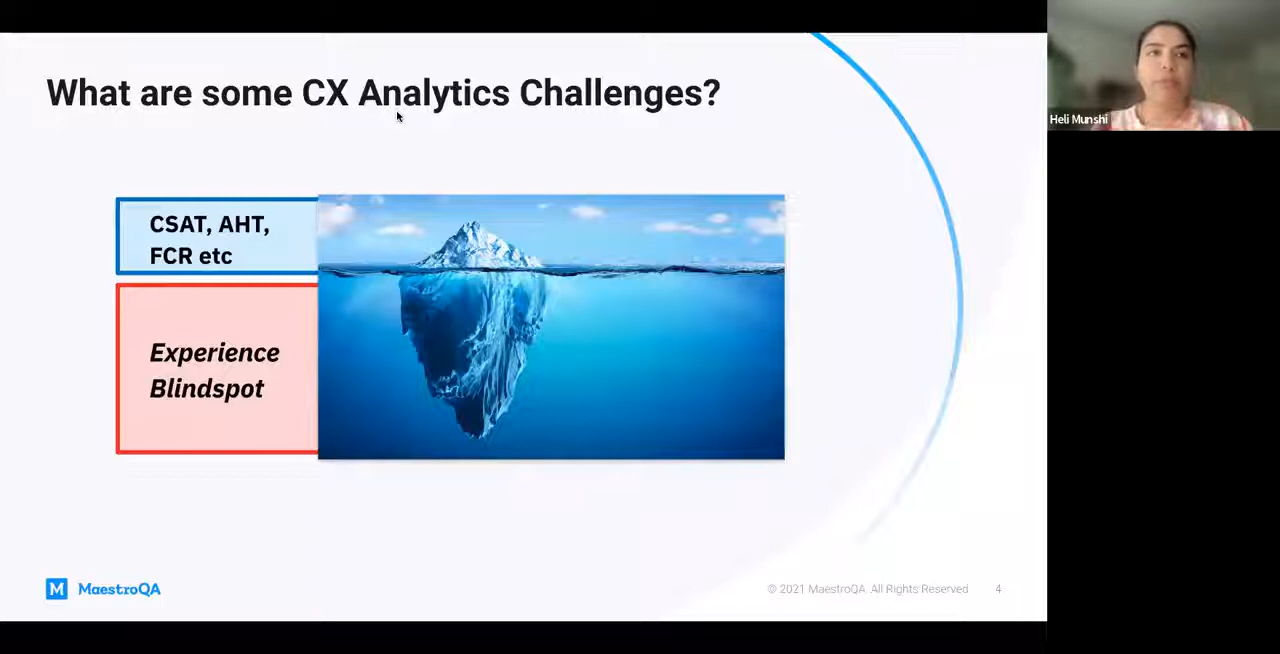 What are some CX Analytics Challenges?
Heli Munshi
CSAT, AHT,
FCR etc
Experience
Blindspot
M MaestroQA
© 2021 MaestroQA. All Rights Reserved
4